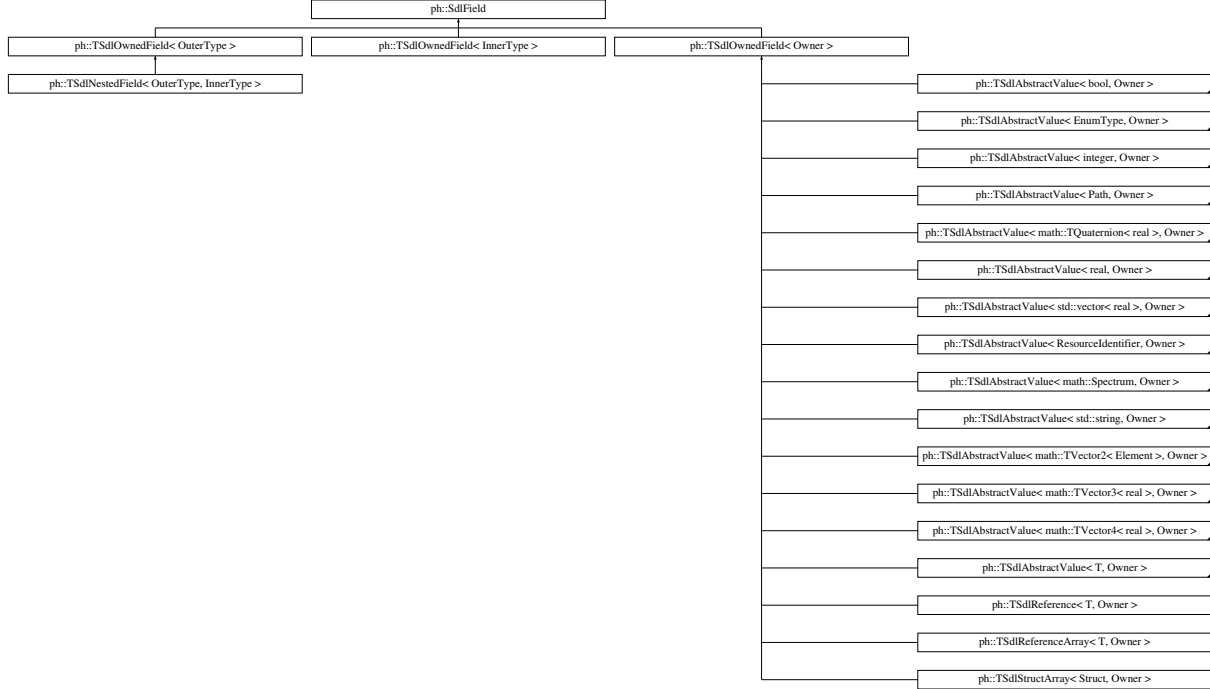 ph::SdlField
ph::TSdlOwnedField< OuterType >
ph::TSdlOwnedField< InnerType >
ph::TSdlOwnedField< Owner >
ph::TSdlNestedField< OuterType, InnerType >
ph::TSdlAbstractValue< bool, Owner >
ph::TSdlAbstractValue< EnumType, Owner >
ph::TSdlAbstractValue< integer, Owner >
ph::TSdlAbstractValue< Path, Owner >
ph::TSdlAbstractValue< math::TQuaternion< real >, Owner >
ph::TSdlAbstractValue< real, Owner >
ph::TSdlAbstractValue< std::vector< real >, Owner >
ph::TSdlAbstractValue< ResourceIdentifier, Owner >
ph::TSdlAbstractValue< math::Spectrum, Owner >
ph::TSdlAbstractValue< std::string, Owner >
ph::TSdlAbstractValue< math::TVector2< Element >, Owner >
ph::TSdlAbstractValue< math::TVector3< real >, Owner >
ph::TSdlAbstractValue< math::TVector4< real >, Owner >
ph::TSdlAbstractValue< T, Owner >
ph::TSdlReference< T, Owner >
ph::TSdlReferenceArray< T, Owner >
ph::TSdlStructArray< Struct, Owner >